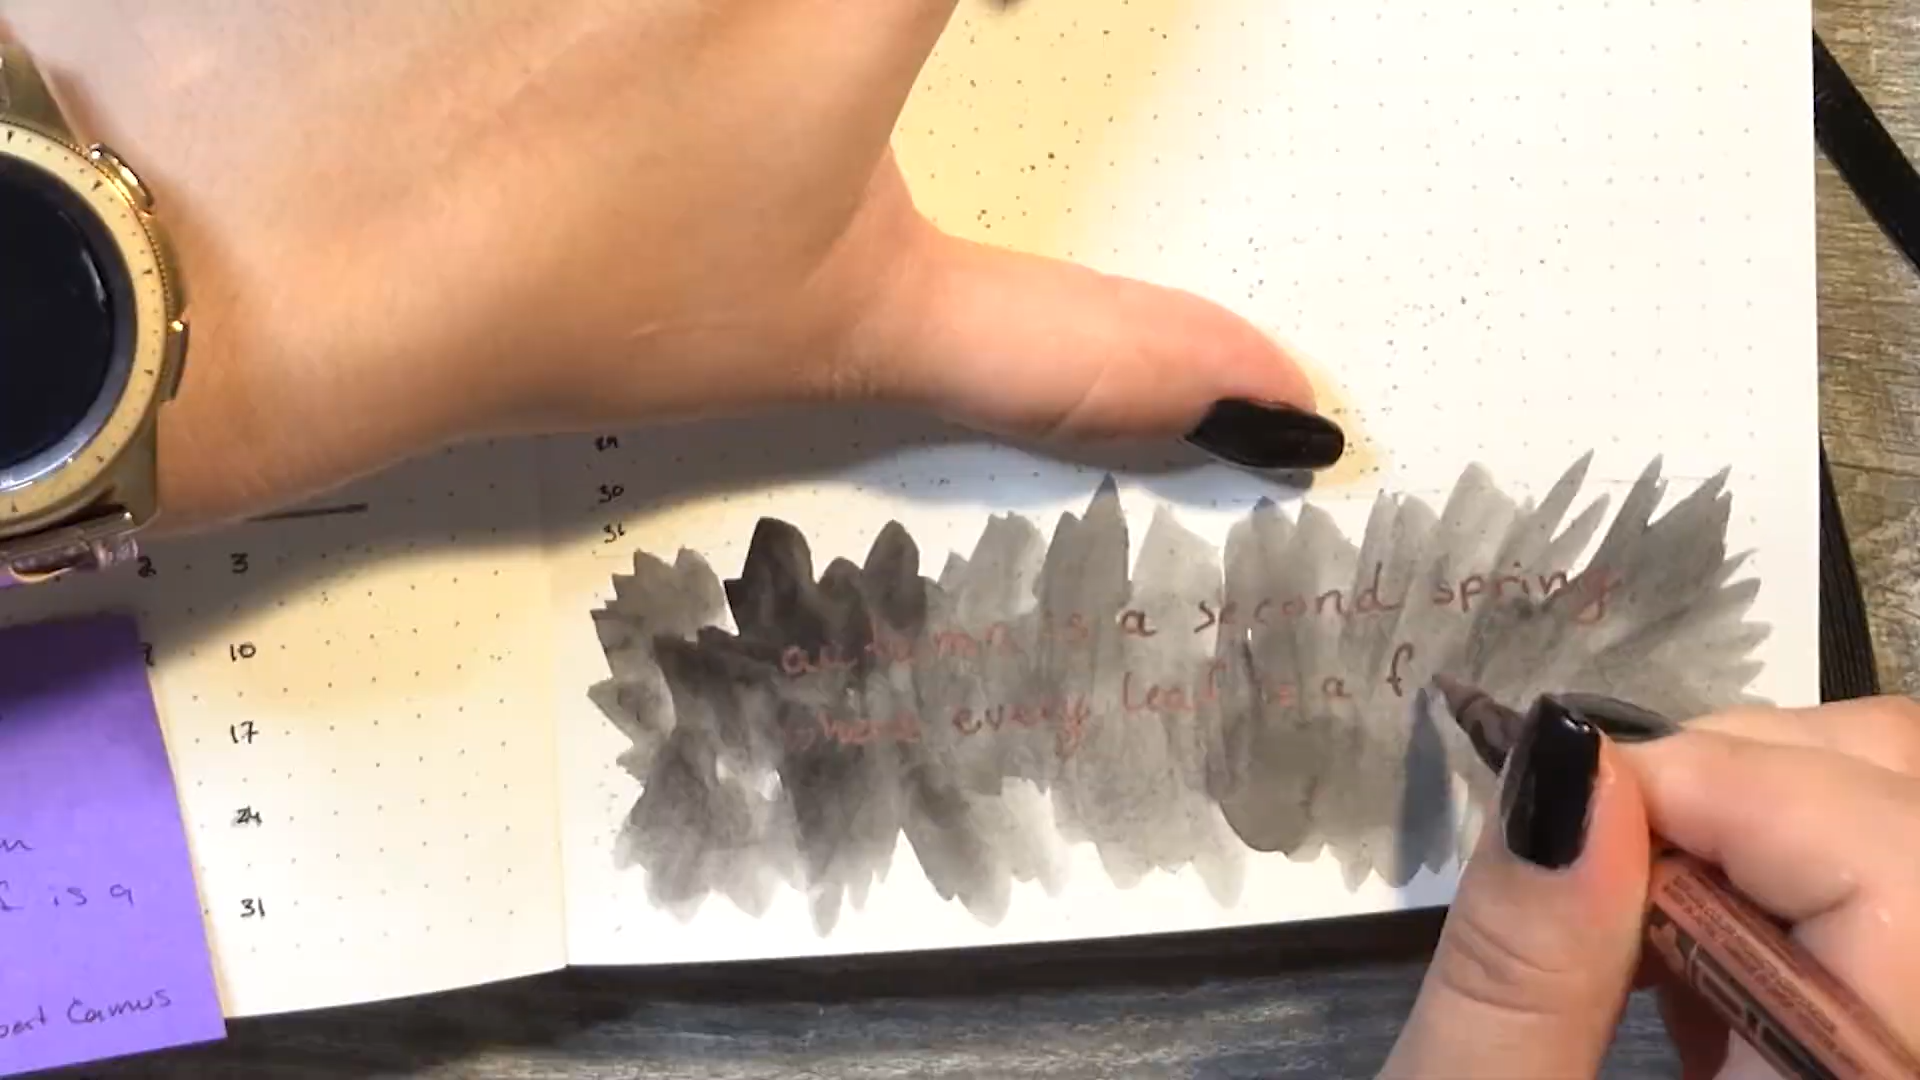 29
30
31
2 3
10
17
24
31
autumn is a second spring
where every leaf is a f
is a
Camus